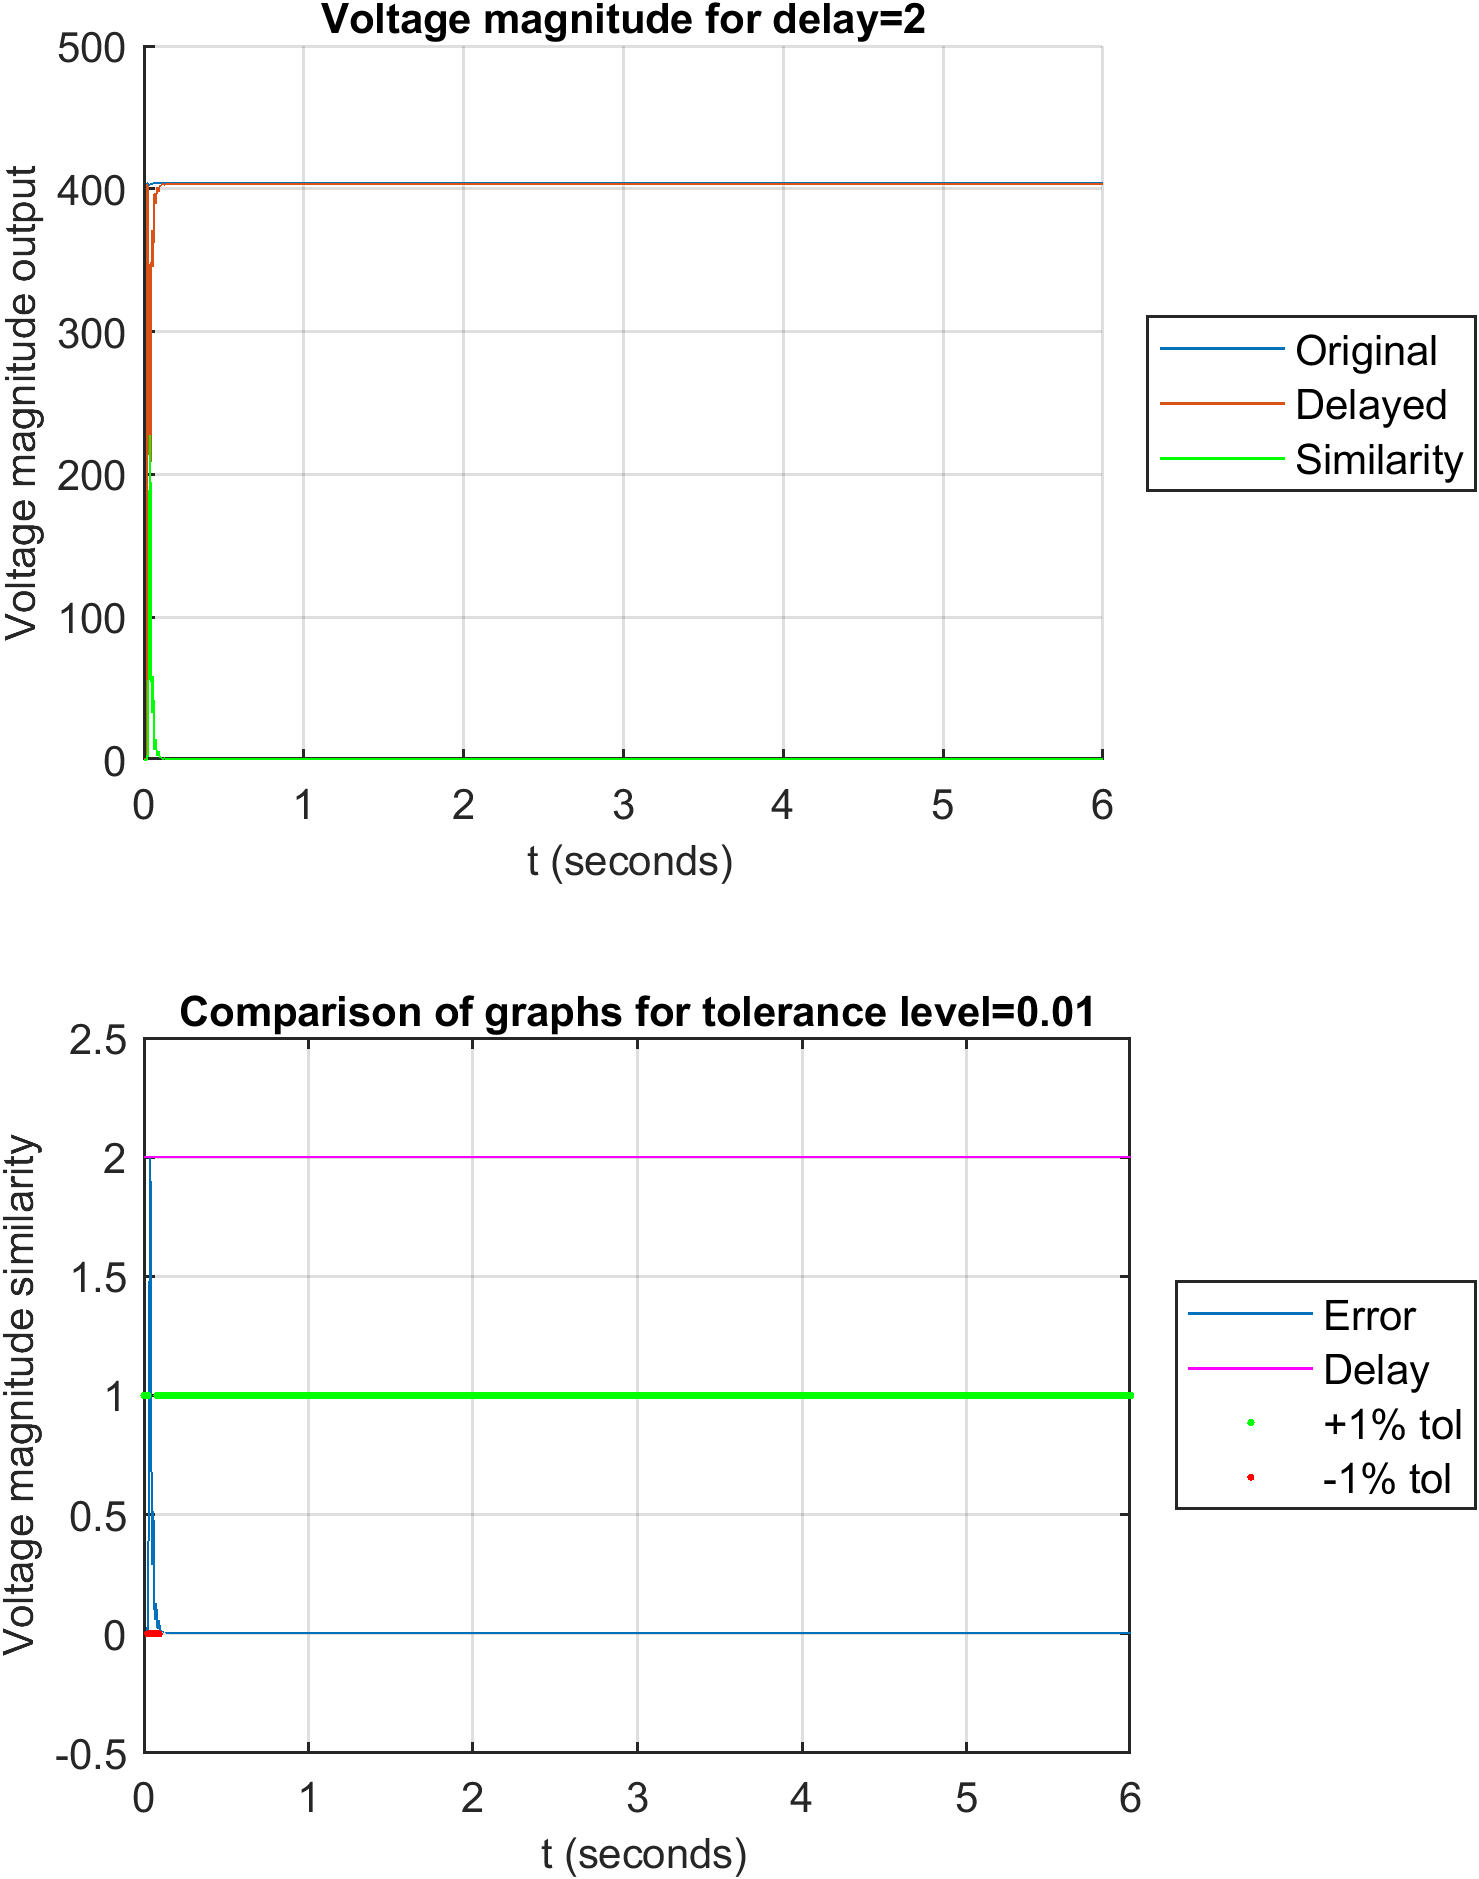 Voltage magnitude for delay=2
500
400
300
200
100
0
Voltage magnitude output
0 1 2 3 4 5 6
t (seconds)
Original
Delayed
Similarity
Comparison of graphs for tolerance level=0.01
2.5
2
1.5
1
0.5
0
-0.5
Voltage magnitude similarity
0 1 2 3 4 5 6
t (seconds)
Error
Delay
+1% tol
-1% tol